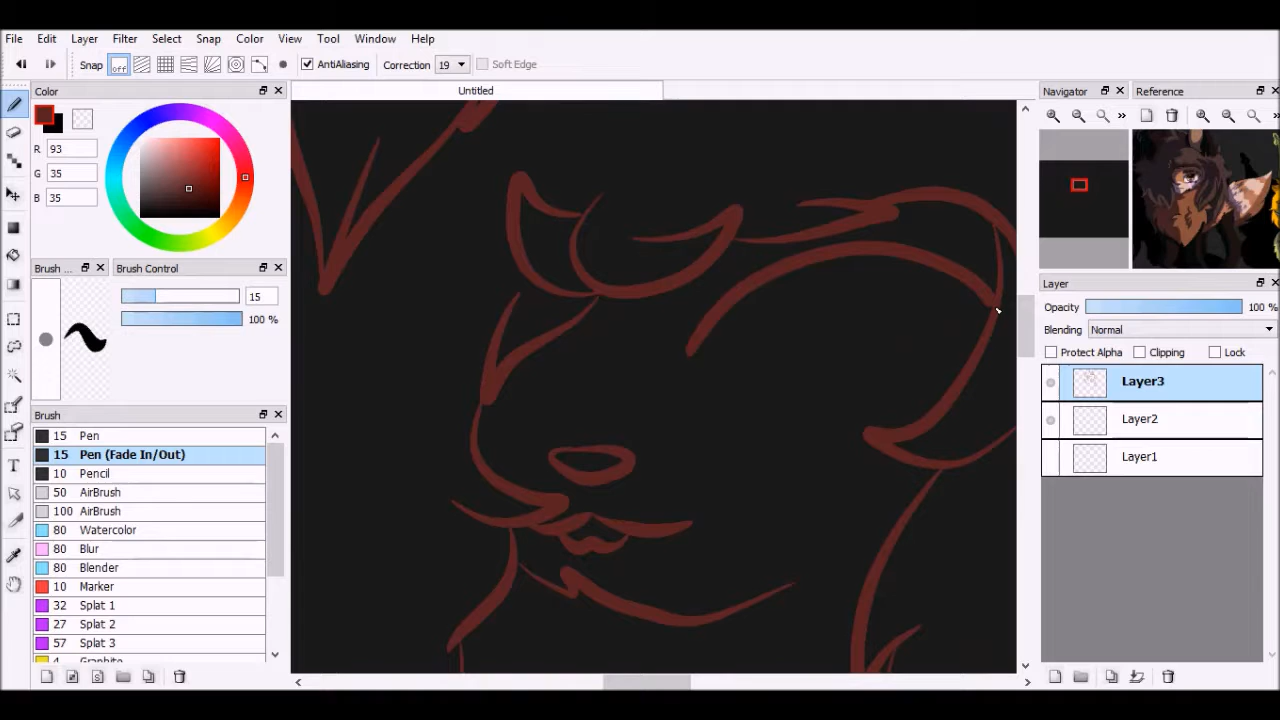 File Edit Layer Filter Select Snap Color View Tool Window Help
Snap off AntiAliasing Correction 19 Soft Edge
Color
Untitled
Navigator
Reference
R 93
G 35
B 35
Brush ...
Brush Control
15
100 %
Layer
Opacity 100 %
Blending Normal
Protect Alpha Clipping Lock
Layer3
Layer2
Layer1
Brush
15 Pen
15 Pen (Fade In/Out)
10 Pencil
50 AirBrush
100 AirBrush
80 Watercolor
80 Blur
80 Blender
10 Marker
32 Splat 1
27 Splat 2
57 Splat 3
4 Graphite
T